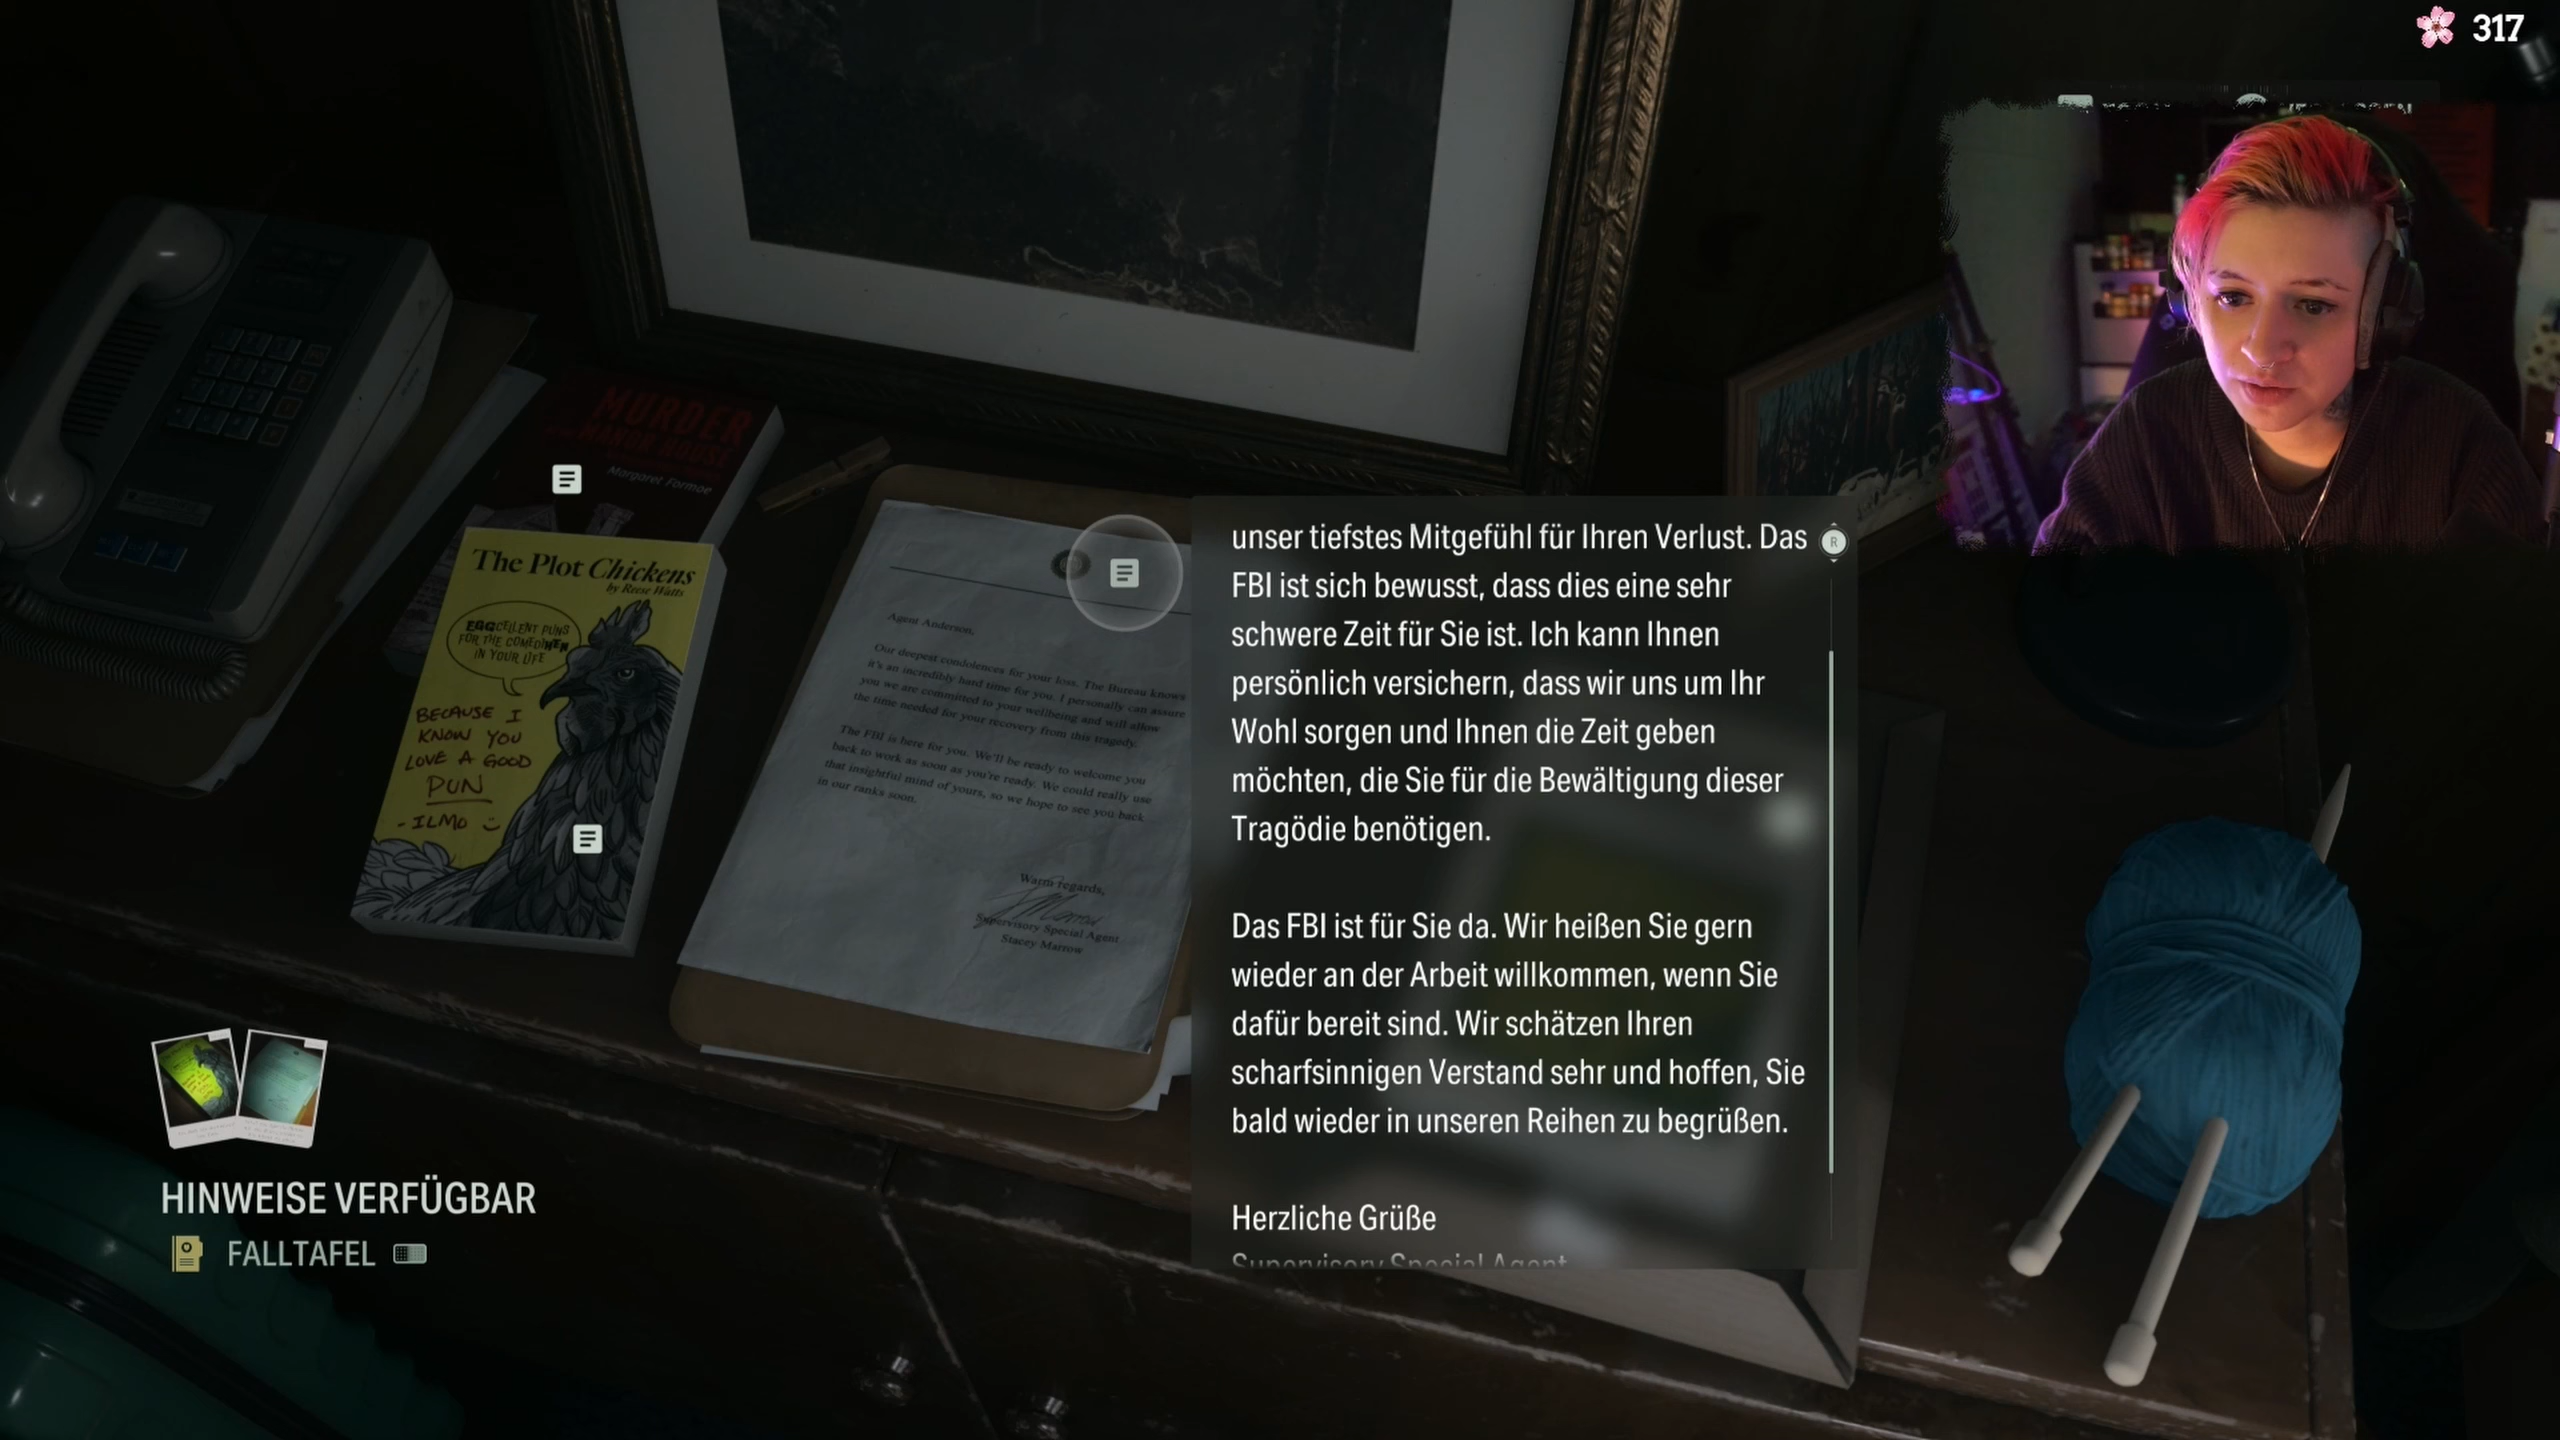 317
MURDER
Margaret Formoe
The Plot Chickens
by Reese Watts
EGGCELLENT PUNS
FOR THE COMEDIHEN
IN YOUR LIFE
BECAUSE I
KNOW YOU
LOVE A GOOD
PUN
- ILMO
Agent Anderson,
Our deepest condolences for your loss. The Bureau knows
it's an incredibly hard time for you. I personally can assure
you we are committed to your wellbeing and will allow
the time needed for your recovery from this tragedy.
The FBI is here for you. We'll be ready to welcome you
back to work as soon as you're ready. We could really use
that insightful mind of yours, so we hope to see you back
in our ranks soon.
Warm regards,
Supervisory Special Agent
Stacey Marrow
unser tiefstes Mitgefühl für Ihren Verlust. Das
R
FBI ist sich bewusst, dass dies eine sehr
schwere Zeit für Sie ist. Ich kann Ihnen
persönlich versichern, dass wir uns um Ihr
Wohl sorgen und Ihnen die Zeit geben
möchten, die Sie für die Bewältigung dieser
Tragödie benötigen.
Das FBI ist für Sie da. Wir heißen Sie gern
wieder an der Arbeit willkommen, wenn Sie
dafür bereit sind. Wir schätzen Ihren
scharfsinnigen Verstand sehr und hoffen, Sie
bald wieder in unseren Reihen zu begrüßen.
Herzliche Grüße
Supervisory Special Agent
HINWEISE VERFÜGBAR
FALLTAFEL